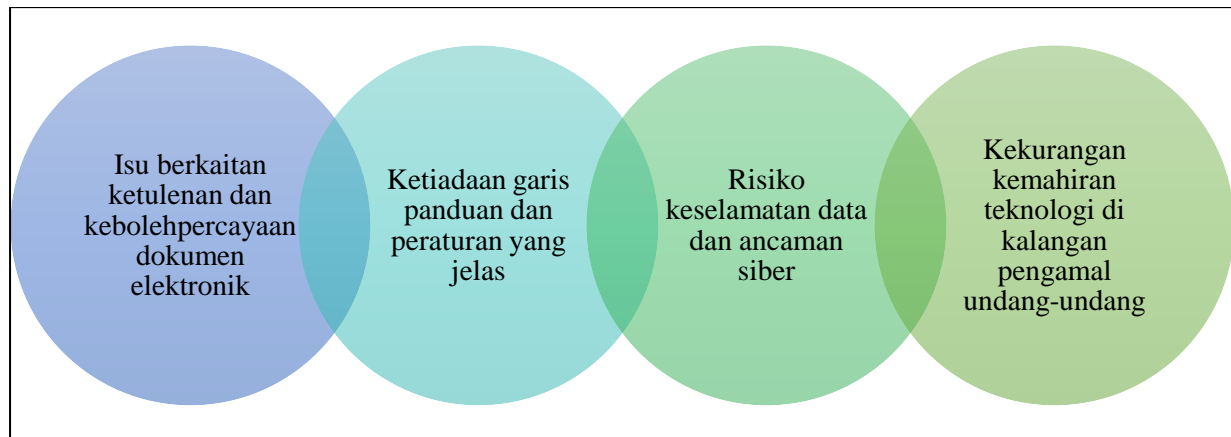 Isu berkaitan
ketulenan dan
kebolehpercayaan
dokumen
elektronik
Ketiadaan garis
panduan dan
peraturan yang
jelas
Risiko
keselamatan data
dan ancaman
siber
Kekurangan
kemahiran
teknologi di
kalangan
pengamal
undang-undang